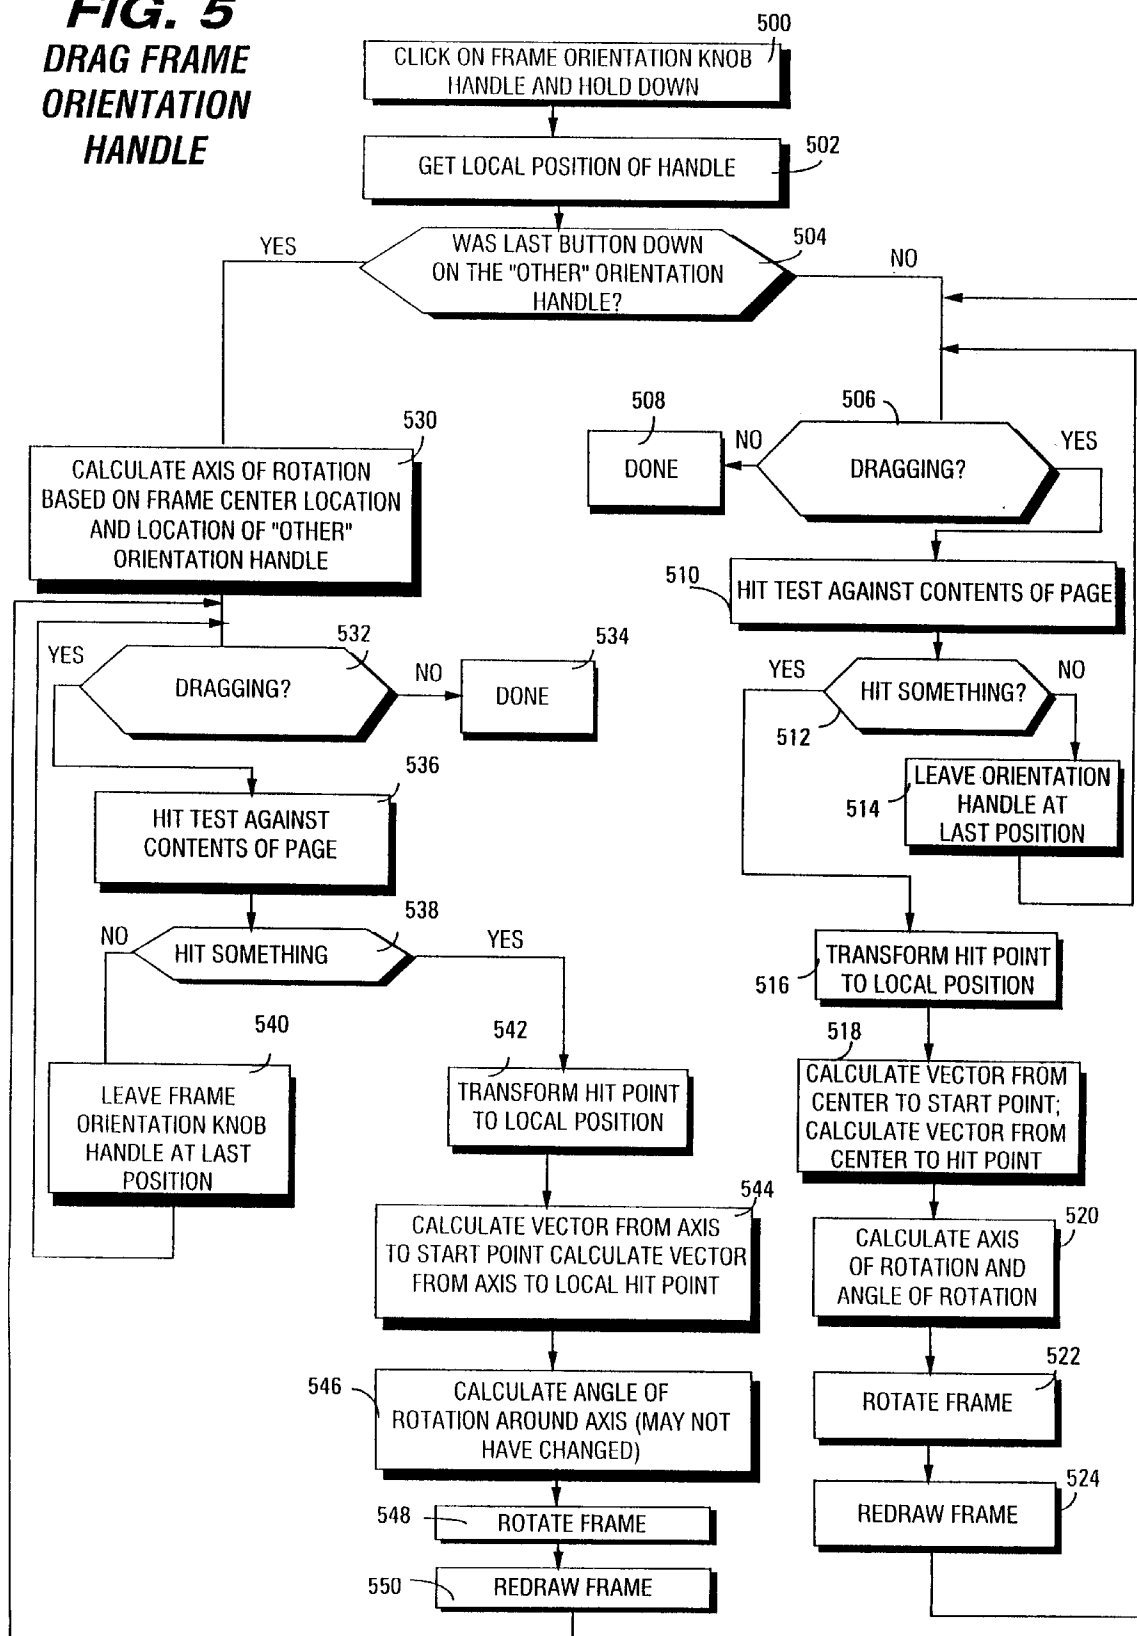 FIG. 5
DRAG FRAME
ORIENTATION
HANDLE
500
CLICK ON FRAME ORIENTATION KNOB
HANDLE AND HOLD DOWN
502
GET LOCAL POSITION OF HANDLE
504
WAS LAST BUTTON DOWN
ON THE "OTHER" ORIENTATION
HANDLE?
YES
NO
530
CALCULATE AXIS OF ROTATION
BASED ON FRAME CENTER LOCATION
AND LOCATION OF "OTHER"
ORIENTATION HANDLE
532
YES
DRAGGING?
NO
534
DONE
536
HIT TEST AGAINST
CONTENTS OF PAGE
538
NO
HIT SOMETHING
YES
540
LEAVE FRAME
ORIENTATION KNOB
HANDLE AT LAST
POSITION
542
TRANSFORM HIT POINT
TO LOCAL POSITION
544
CALCULATE VECTOR FROM AXIS
TO START POINT CALCULATE VECTOR
FROM AXIS TO LOCAL HIT POINT
546
CALCULATE ANGLE OF
ROTATION AROUND AXIS (MAY NOT
HAVE CHANGED)
548
ROTATE FRAME
550
REDRAW FRAME
506
DRAGGING?
NO
YES
508
DONE
510
HIT TEST AGAINST CONTENTS OF PAGE
YES
HIT SOMETHING?
NO
512
514
LEAVE ORIENTATION
HANDLE AT
LAST POSITION
516
TRANSFORM HIT POINT
TO LOCAL POSITION
518
CALCULATE VECTOR FROM
CENTER TO START POINT;
CALCULATE VECTOR FROM
CENTER TO HIT POINT
520
CALCULATE AXIS
OF ROTATION AND
ANGLE OF ROTATION
522
ROTATE FRAME
524
REDRAW FRAME